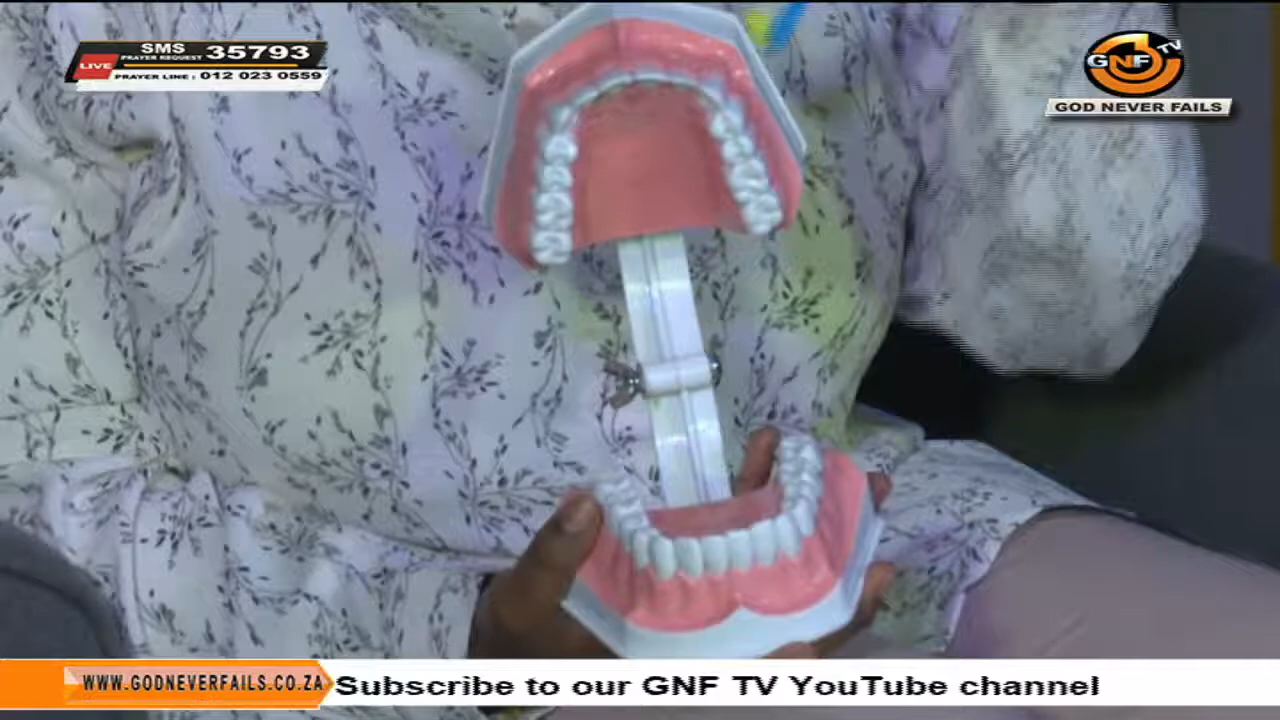 SMS
PRAYER REQUEST 35793
LIVE
PRAYER LINE : 012 023 0559
GNF TV
GOD NEVER FAILS
WWW.GODNEVERFAILS.CO.ZA
Subscribe to our GNF TV YouTube channel